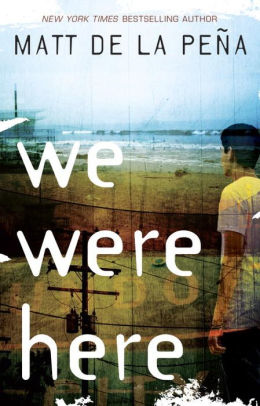 NEW YORK TIMES BESTSELLING AUTHOR
MATT DE LA PEÑA
we
were
here